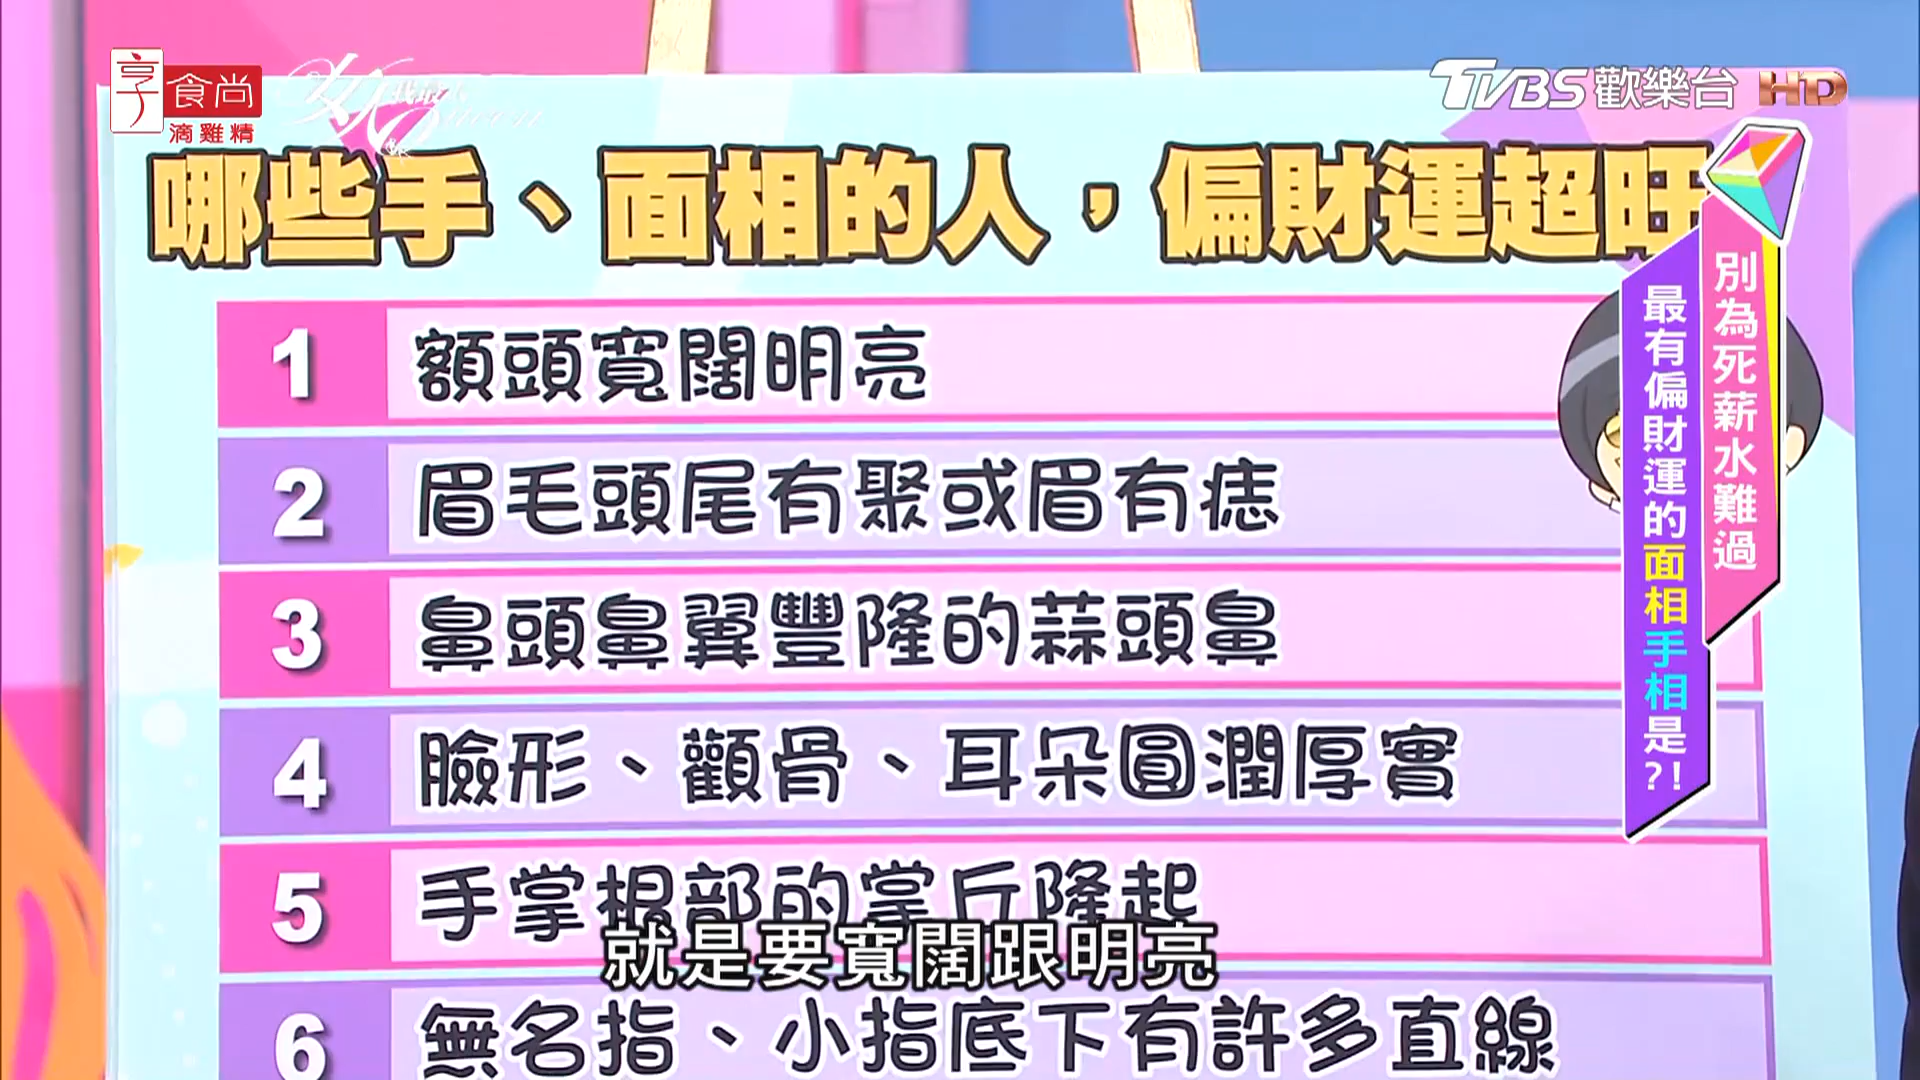 享
食尚
滴雞精
女人我最大
Queen
TVBS歡樂台 HD
哪些手、面相的人,偏財運超旺
別為死薪水難過
最有偏財運的面相手相是?!
1 額頭寬闊明亮
2 眉毛頭尾有聚或眉有痣
3 鼻頭鼻翼豐隆的蒜頭鼻
4 臉形、顴骨、耳朵圓潤厚實
5 手掌根部的掌丘隆起
就是要寬闊跟明亮
6 無名指、小指底下有許多直線